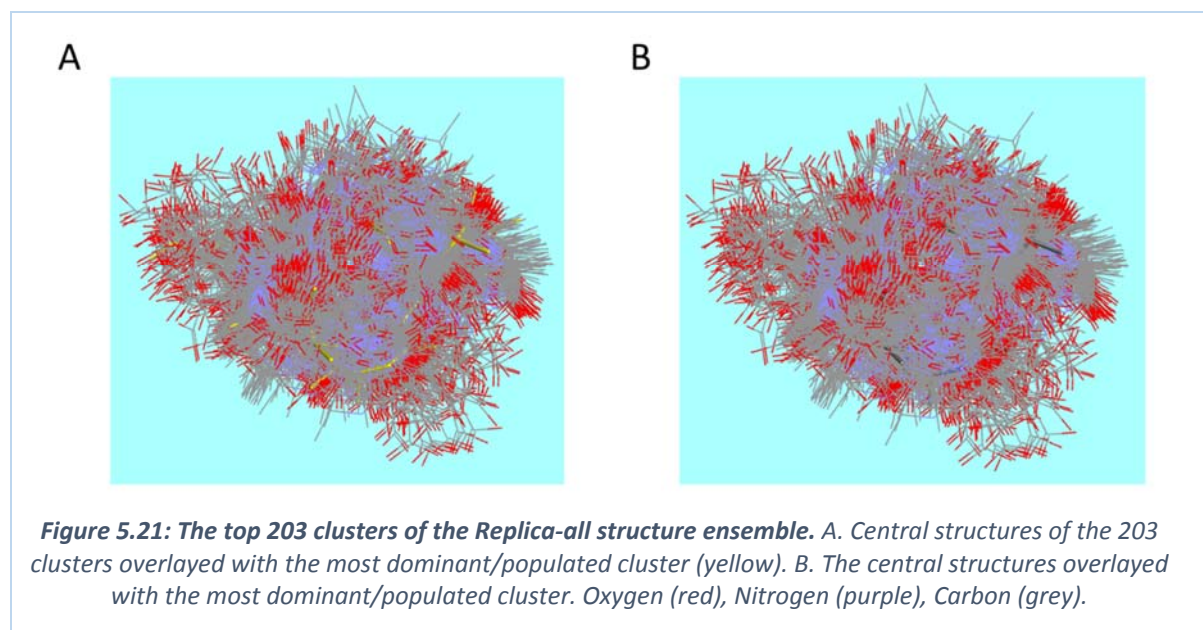 A
B
Figure 5.21: The top 203 clusters of the Replica-all structure ensemble. A. Central structures of the 203
clusters overlayed with the most dominant/populated cluster (yellow). B. The central structures overlayed
with the most dominant/populated cluster. Oxygen (red), Nitrogen (purple), Carbon (grey).